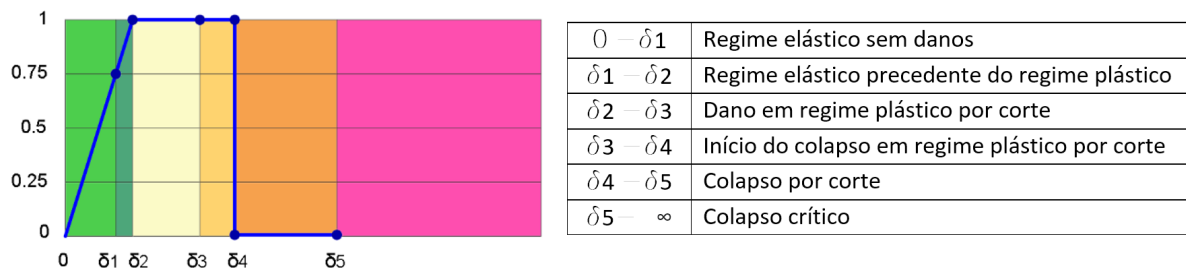 1
0.75
0.5
0.25
0
0 δ1 δ2 δ3 δ4 δ5
0 – δ1 Regime elástico sem danos
δ1 – δ2 Regime elástico precedente do regime plástico
δ2 – δ3 Dano em regime plástico por corte
δ3 – δ4 Início do colapso em regime plástico por corte
δ4 – δ5 Colapso por corte
δ5 – ∞ Colapso crítico